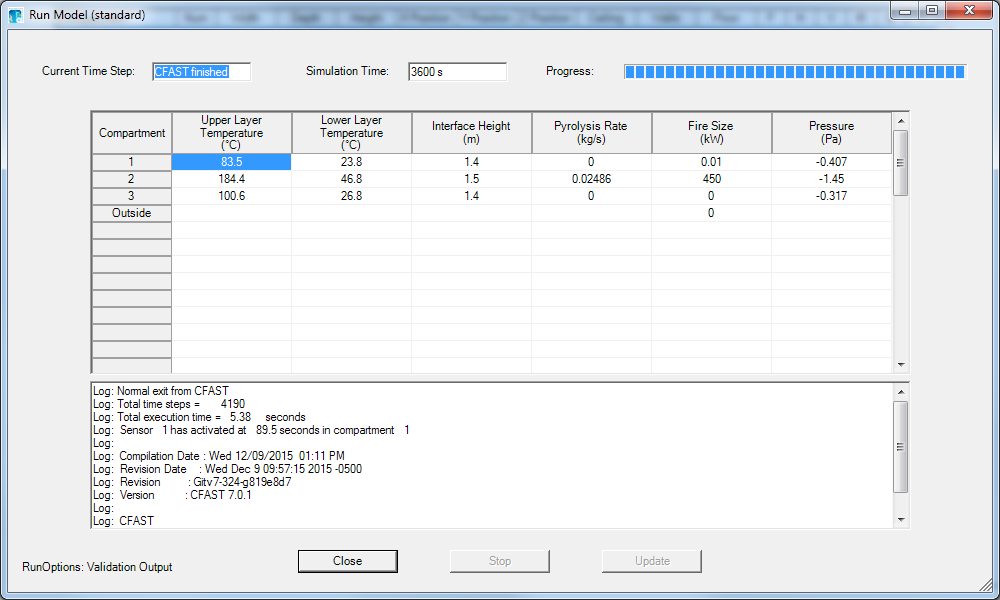 Run Model (standard)
Current Time Step: CFAST finished Simulation Time: 3600 s Progress:
Compartment Upper Layer Temperature (°C) Lower Layer Temperature (°C) Interface Height (m) Pyrolysis Rate (kg/s) Fire Size (kW) Pressure (Pa)
1 83.5 23.8 1.4 0 0.01 -0.407
2 184.4 46.8 1.5 0.02486 450 -1.45
3 100.6 26.8 1.4 0 0 -0.317
Outside 0
Log: Normal exit from CFAST
Log: Total time steps = 4190
Log: Total execution time = 5.38 seconds
Log: Sensor 1 has activated at 89.5 seconds in compartment 1
Log:
Log: Compilation Date : Wed 12/09/2015 01:11 PM
Log: Revision Date : Wed Dec 9 09:57:15 2015 -0500
Log: Revision : Gitv7-324-g819e8d7
Log: Version : CFAST 7.0.1
Log:
Log: CFAST
Close Stop Update
RunOptions: Validation Output